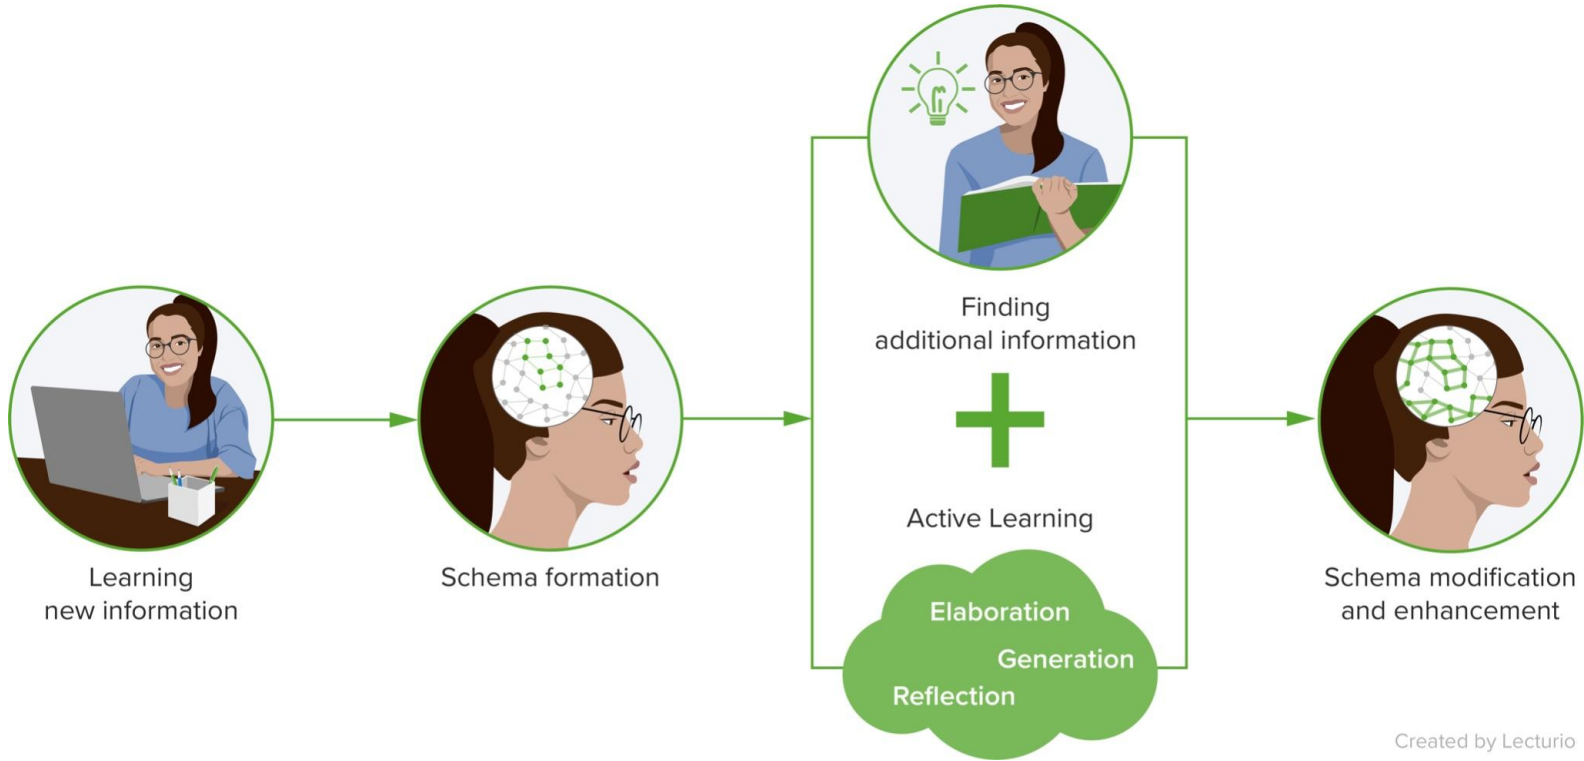 Learning
new information
Schema formation
Finding
additional information
Active Learning
Elaboration
Generation
Reflection
Schema modification
and enhancement
Created by Lecturio